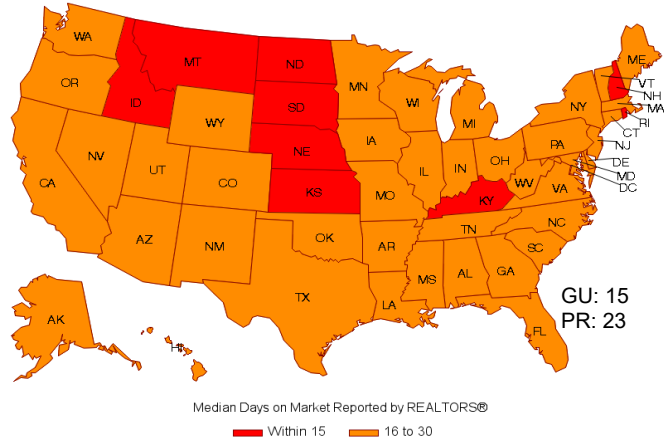 WA
MT
ND
ME
OR
MN
VT
ID
SD
WI
NH
WY
MI
NY
MA
RI
CT
NE
IA
PA
NJ
NV
OH
DE
UT
IL
IN
MD
CA
CO
WV
DC
KS
MO
KY
VA
NC
TN
AZ
OK
NM
AR
SC
MS
AL
GA
TX
LA
GU: 15
AK
PR: 23
FL
HI
Median Days on Market Reported by REALTORS®
Within 15
16 to 30